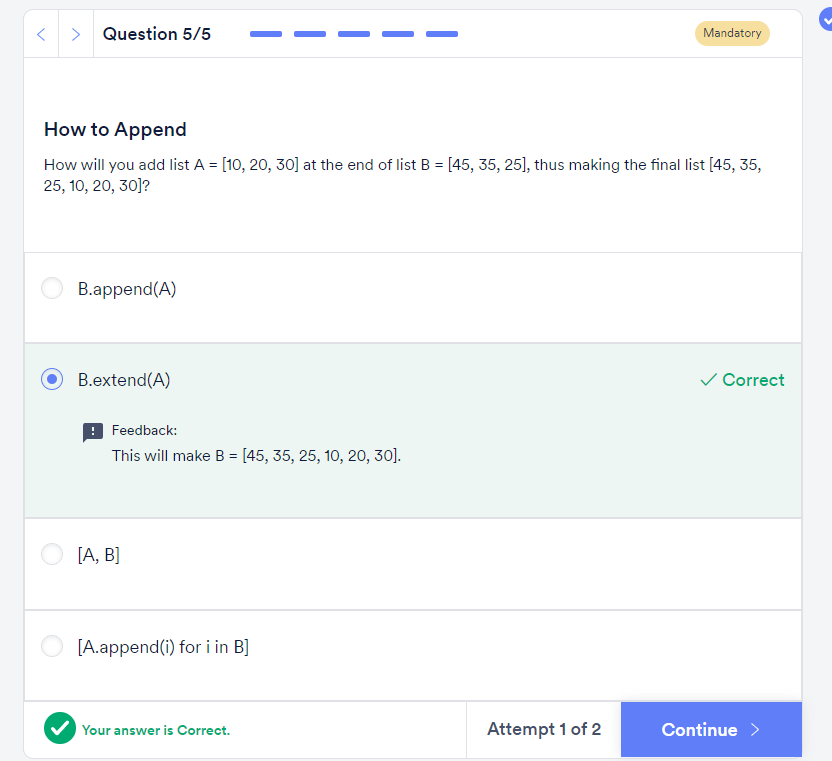 Question 5/5
Mandatory
How to Append
How will you add list A = [10, 20, 30] at the end of list B = [45, 35, 25], thus making the final list [45, 35,
25, 10, 20, 30]?
B.append(A)
B.extend(A)
Correct
Feedback:
This will make B = [45, 35, 25, 10, 20, 30].
[A, B]
[A.append(i) for i in B]
Your answer is Correct.
Attempt 1 of 2
Continue